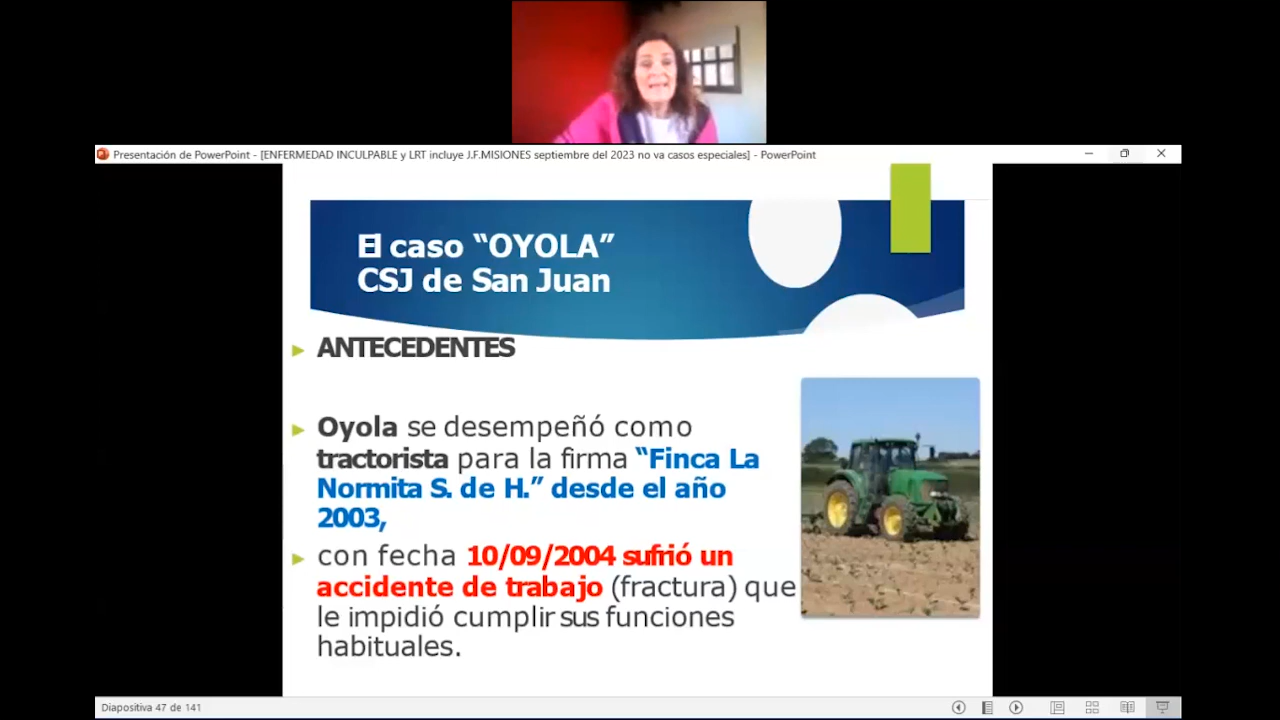 Presentación de PowerPoint - [ENFERMEDAD INCULPABLE y LRT incluye J.F.MISIONES septiembre del 2023 no va casos especiales] - PowerPoint
El caso “OYOLA”
CSJ de San Juan
ANTECEDENTES
Oyola se desempeñó como
tractorista para la firma “Finca La
Normita S. de H.” desde el año
2003,
con fecha 10/09/2004 sufrió un
accidente de trabajo (fractura) que
le impidió cumplir sus funciones
habituales.
Diapositiva 47 de 141